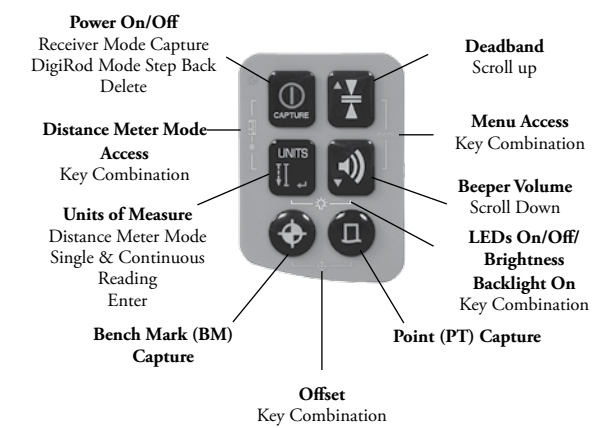 Power On/Off
Receiver Mode Capture
DigiRod Mode Step Back
Delete
Deadband
Scroll up
CAPTURE
Distance Meter Mode
Access
Key Combination
Menu Access
Key Combination
UNITS
Beeper Volume
Scroll Down
Units of Measure
Distance Meter Mode
Single & Continuous
Reading
Enter
LEDs On/Off/
Brightness
Backlight On
Key Combination
Bench Mark (BM)
Capture
Point (PT) Capture
Offset
Key Combination